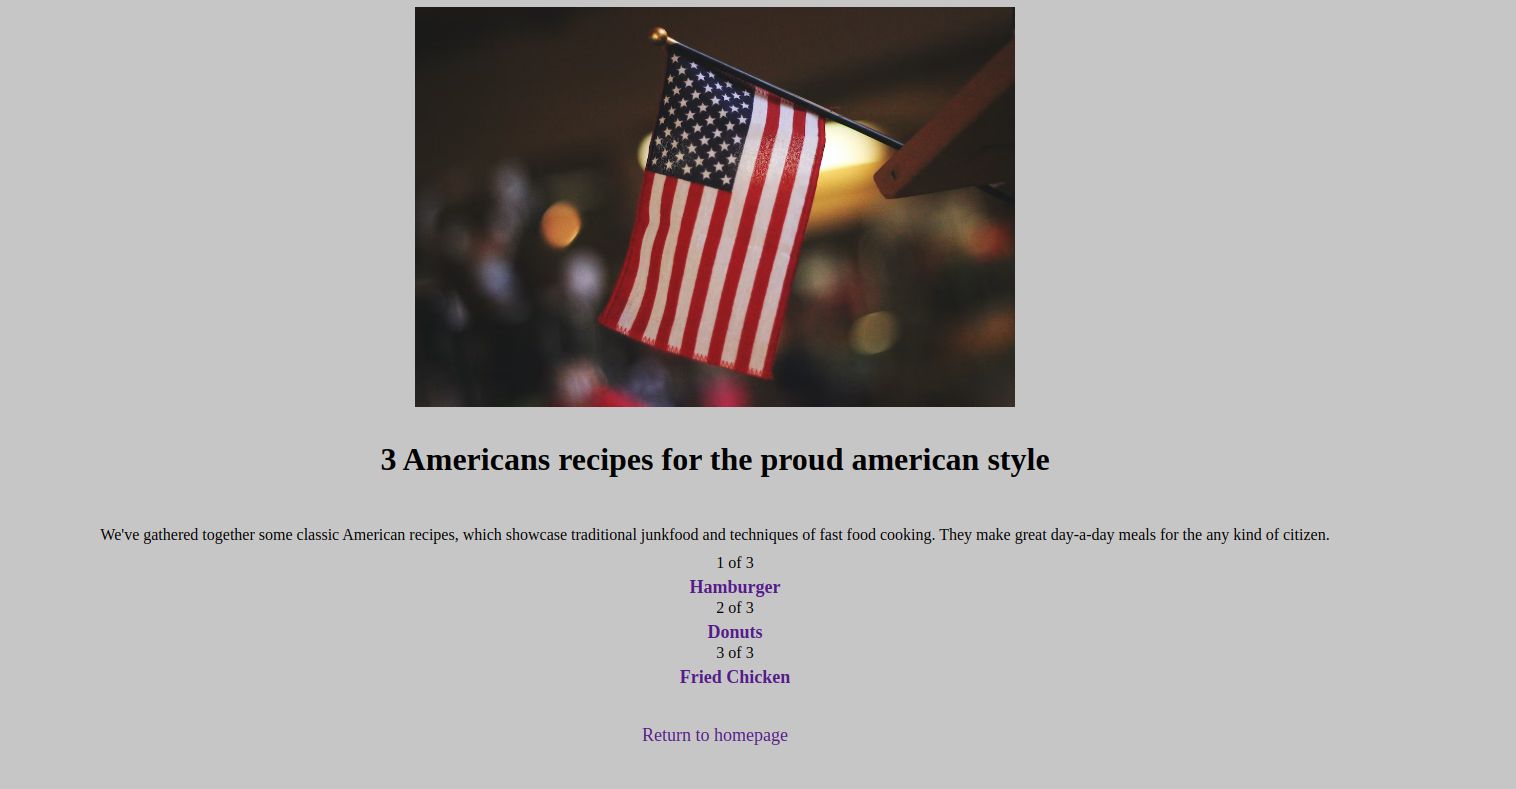 3 Americans recipes for the proud american style
We've gathered together some classic American recipes, which showcase traditional junkfood and techniques of fast food cooking. They make great day-a-day meals for the any kind of citizen.
1 of 3
Hamburger
2 of 3
Donuts
3 of 3
Fried Chicken
Return to homepage